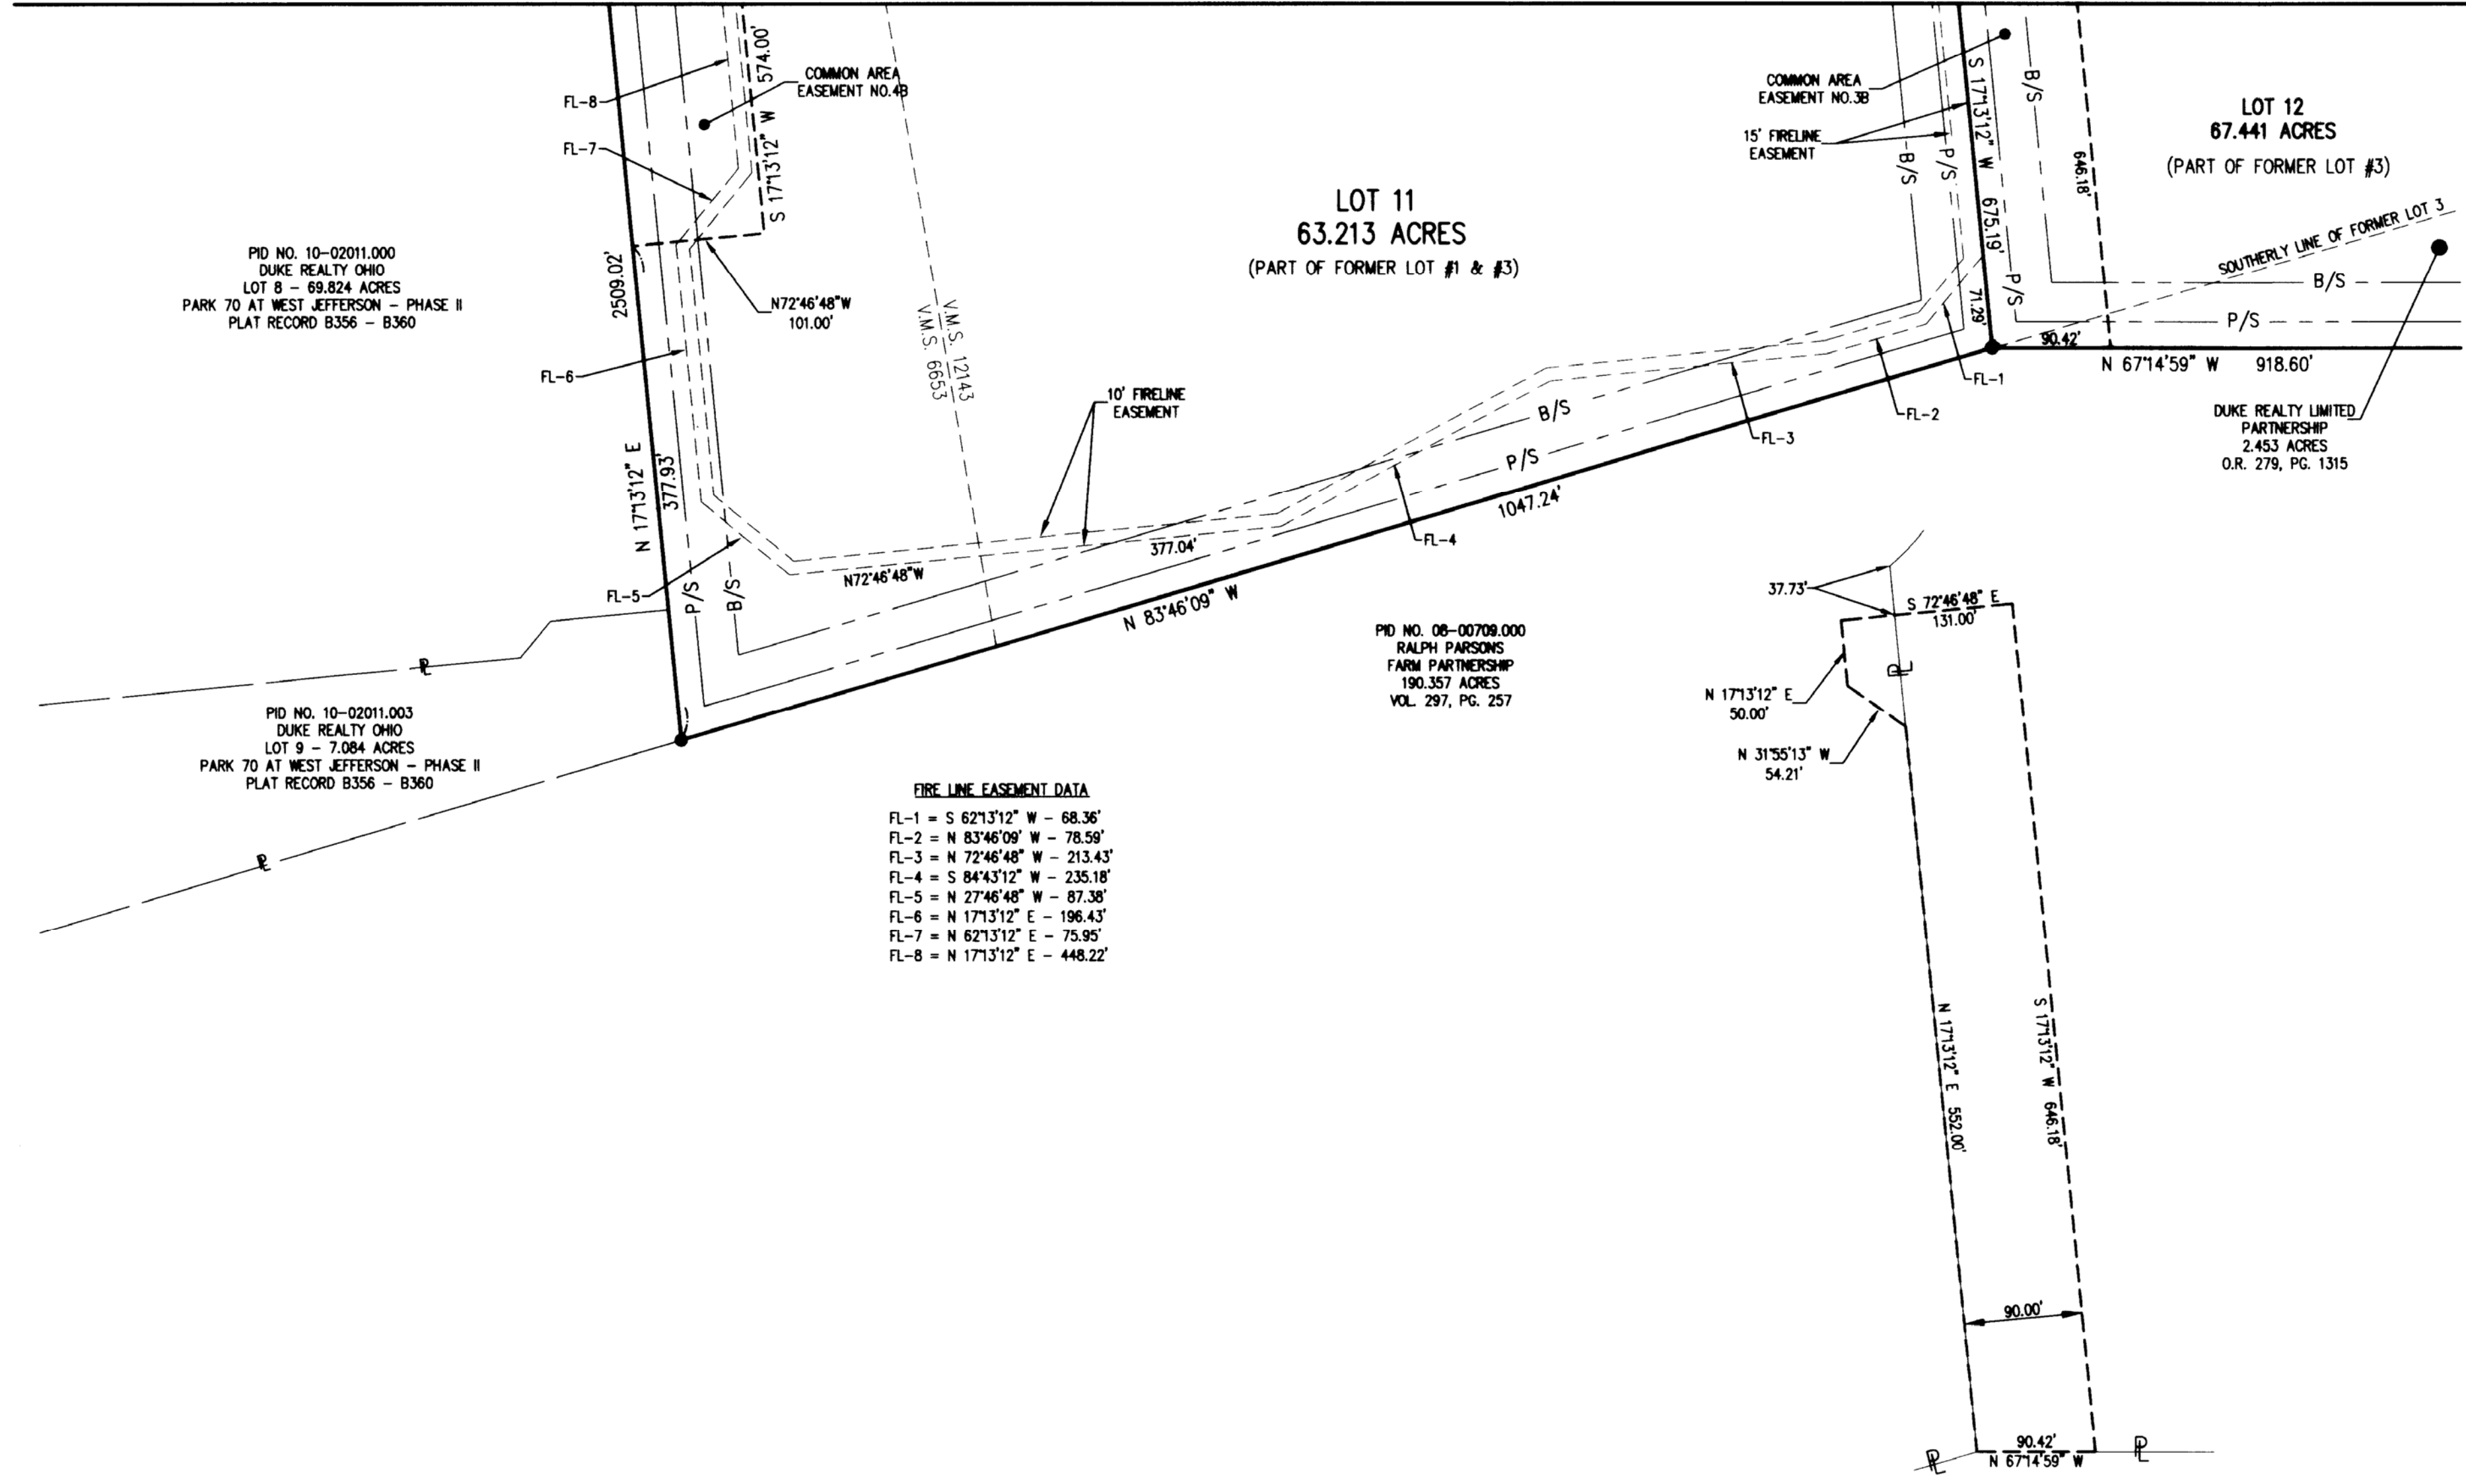 FL-8
FL-7
COMMON AREA
EASEMENT NO.4B
S 17°13'12" W 574.00'
COMMON AREA
EASEMENT NO.3B
15' FIRELINE
EASEMENT
B/S
P/S
S 17°13'12" W 675.19'
71.29'
P/S
B/S
646.18'
LOT 12
67.441 ACRES
(PART OF FORMER LOT #3)
SOUTHERLY LINE OF FORMER LOT 3
B/S
P/S
90.42'
N 67°14'59" W 918.60'
LOT 11
63.213 ACRES
(PART OF FORMER LOT #1 & #3)
PID NO. 10-02011.000
DUKE REALTY OHIO
LOT 8 - 69.824 ACRES
PARK 70 AT WEST JEFFERSON - PHASE II
PLAT RECORD B356 - B360
2509.02'
N 17°13'12" E
377.93'
N72°46'48"W
101.00'
V.M.S. 12143
V.M.S. 6653
FL-6
10' FIRELINE
EASEMENT
FL-1
FL-2
FL-3
FL-4
FL-5
B/S
P/S
P/S
B/S
1047.24'
377.04'
N72°46'48"W
N 83°46'09" W
DUKE REALTY LIMITED
PARTNERSHIP
2.453 ACRES
O.R. 279, PG. 1315
PID NO. 08-00709.000
RALPH PARSONS
FARM PARTNERSHIP
190.357 ACRES
VOL. 297, PG. 257
PL
PID NO. 10-02011.003
DUKE REALTY OHIO
LOT 9 - 7.084 ACRES
PARK 70 AT WEST JEFFERSON - PHASE II
PLAT RECORD B356 - B360
PL
FIRE LINE EASEMENT DATA
FL-1 = S 62°13'12" W - 68.36'
FL-2 = N 83°46'09' W - 78.59'
FL-3 = N 72°46'48" W - 213.43'
FL-4 = S 84°43'12" W - 235.18'
FL-5 = N 27°46'48" W - 87.38'
FL-6 = N 17°13'12" E - 196.43'
FL-7 = N 62°13'12" E - 75.95'
FL-8 = N 17°13'12" E - 448.22'
37.73'
S 72°46'48" E
131.00'
PL
N 17°13'12" E
50.00'
N 31°55'13" W
54.21'
N 17°13'12" E 552.00'
S 17°13'12" W 646.18'
90.00'
90.42'
N 67°14'59" W
PL
PL